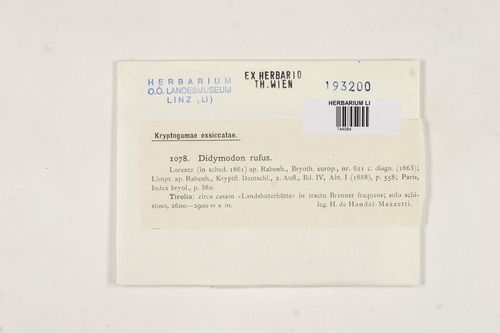 HERBARIUM
O.Ö. LANDESMUSEUM
LINZ (LI)
EX HERBARIO
TH. WIEN
193200
HERBARIUM LI
744564
Kryptogamae exsiccatae.
1078. Didymodon rufus.
Lorentz (in sched. 1861) ap. Rabenh., Bryoth. europ., nr. 621 c. diagn. (1863);
Limpr. ap. Rabenh., Kryptfl. Deutschl., 2. Aufl., Bd. IV, Abt. I (1888), p. 558; Paris,
Index bryol., p. 380.
Tirolia: circa casam »Landshuterhütte« in tractu Brenner frequens; solo schi-
stoso, 2600—2900 m s. m. leg. H. de Handel-Mazzetti.